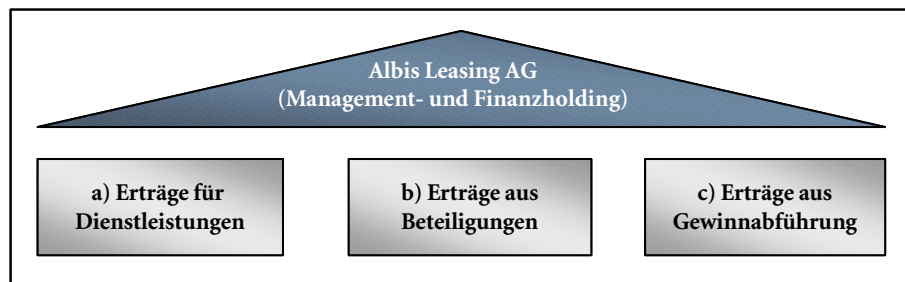 Albis Leasing AG
(Management- und Finanzholding)
a) Erträge für
Dienstleistungen
b) Erträge aus
Beteiligungen
c) Erträge aus
Gewinnabführung